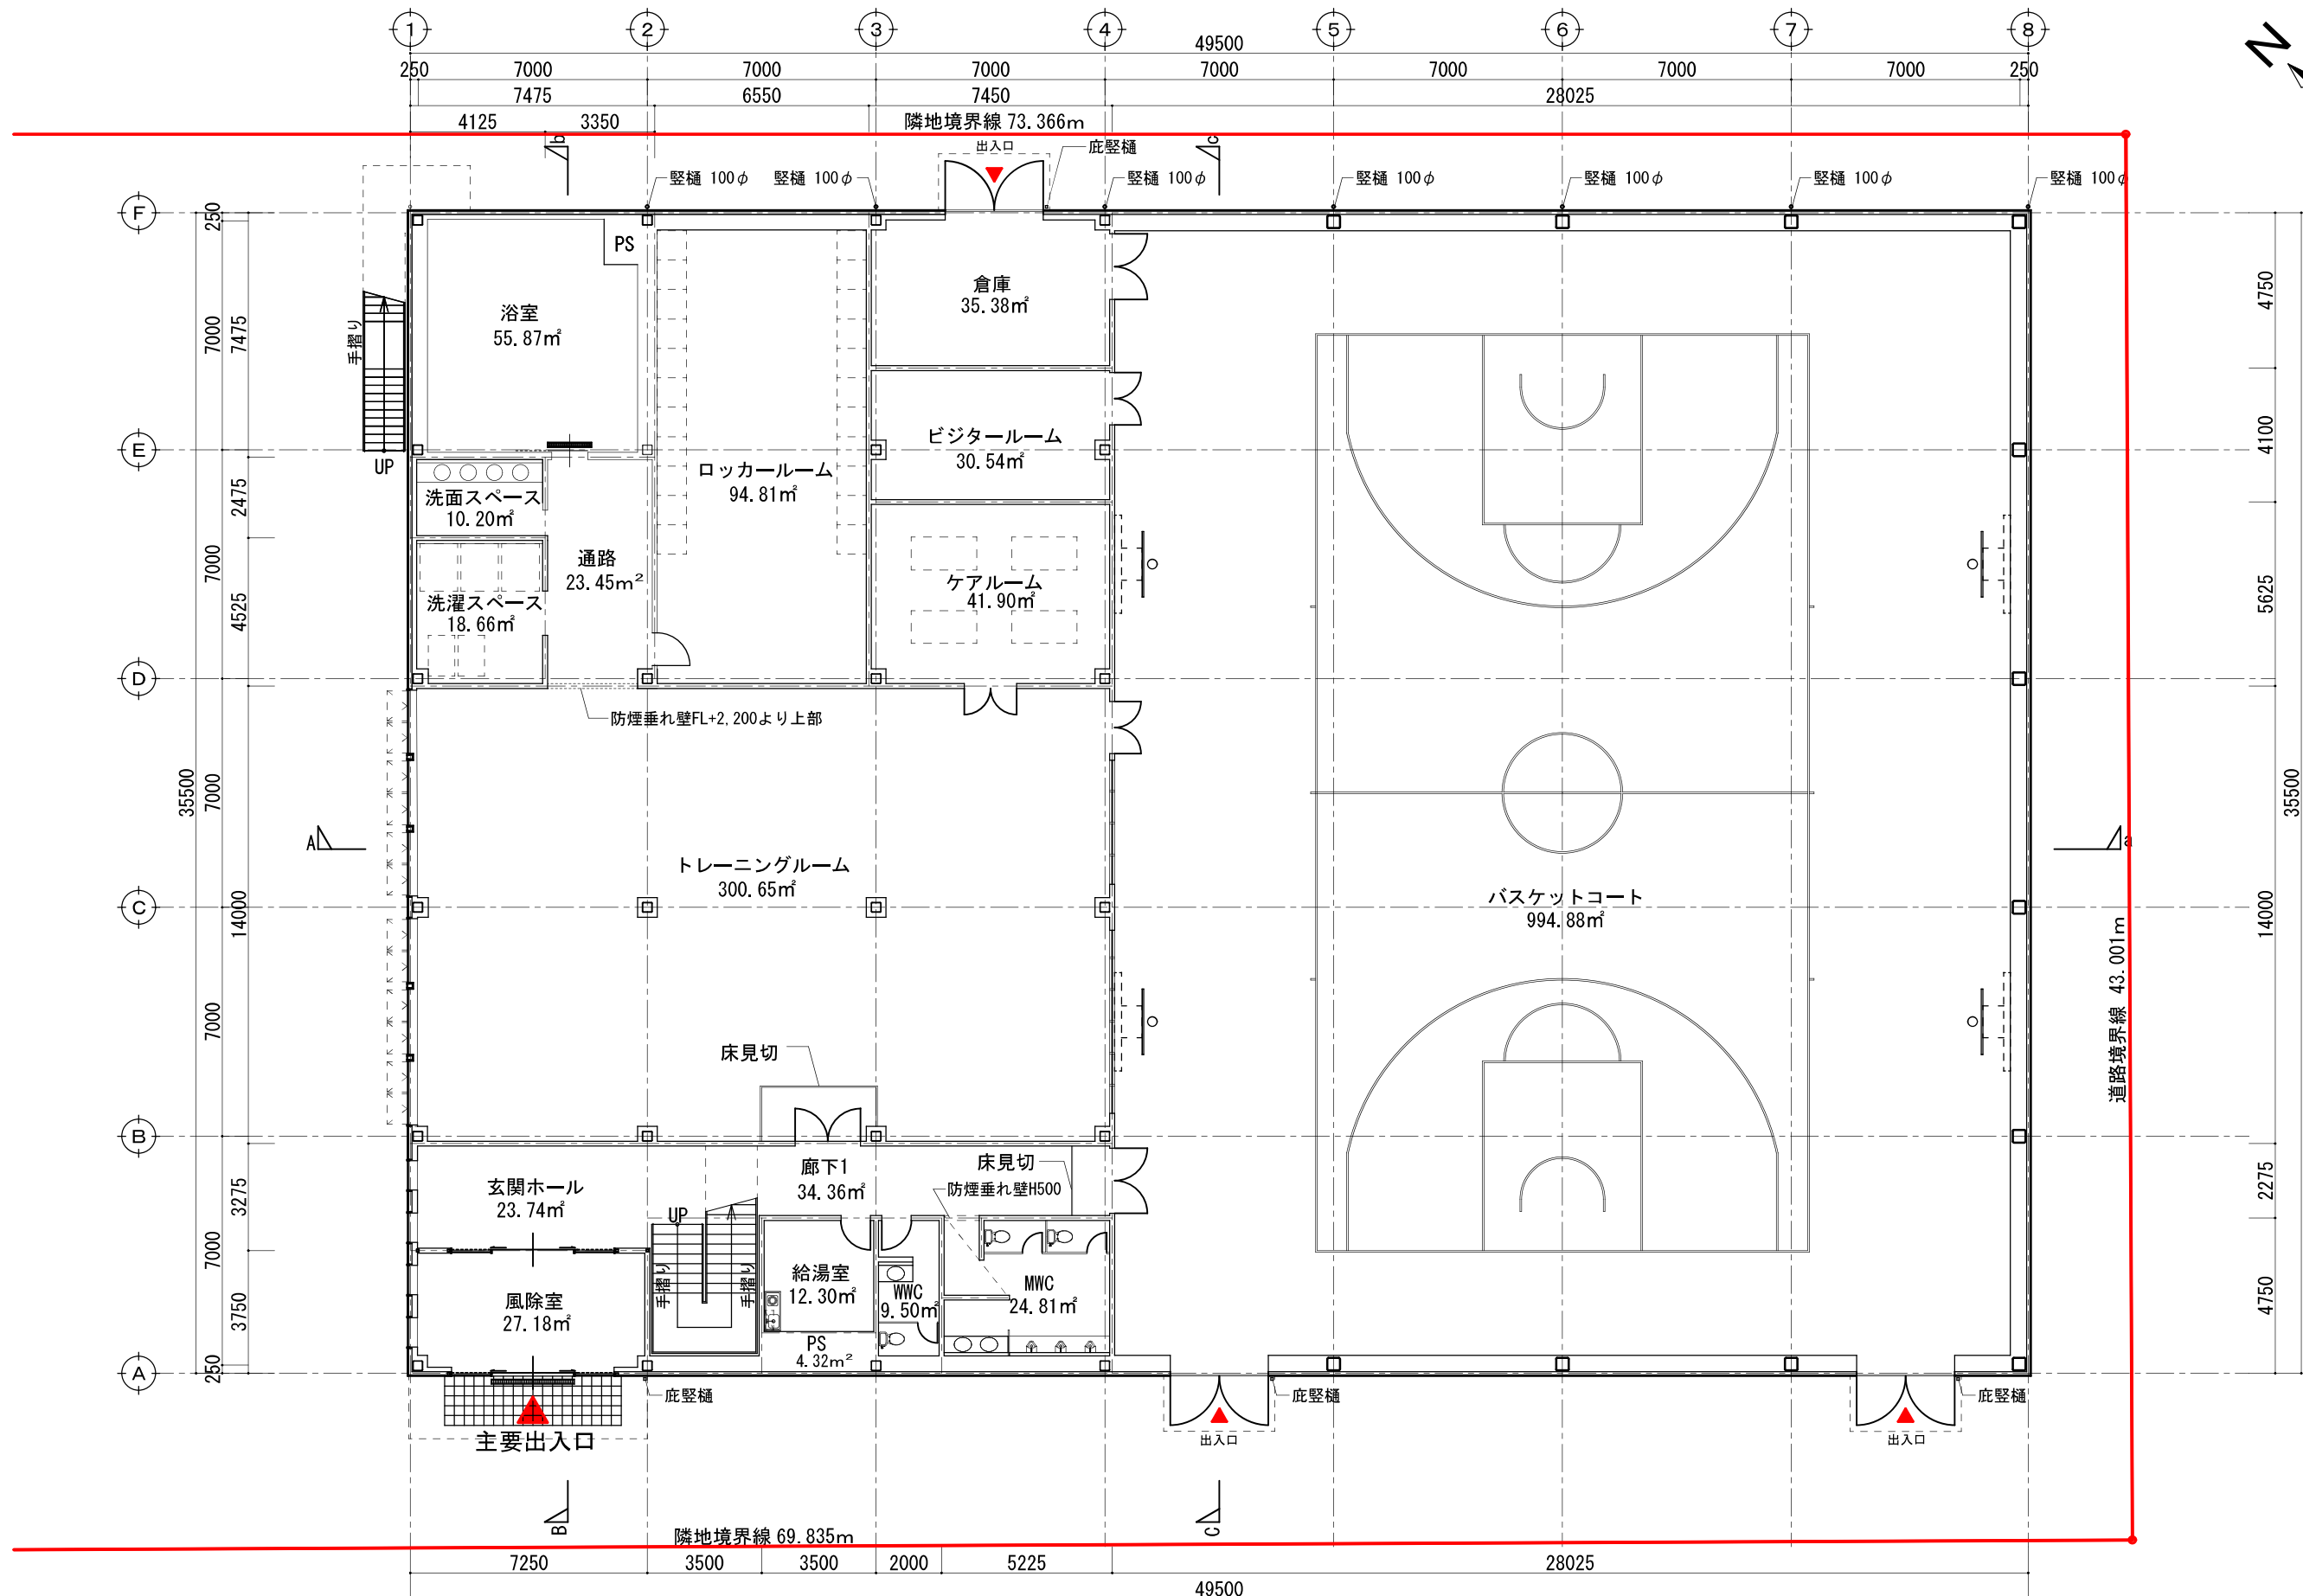 1 2 3 4 5 6 7 8
N
49500
250 7000 7000 7000 7000 7000 7000 7000 250
7475 6550 7450 28025
4125 3350
隣地境界線 73.366m
b
c
出入口
庇竪樋
竪樋 100φ
竪樋 100φ
竪樋 100φ
竪樋 100φ
竪樋 100φ
竪樋 100φ
竪樋 100φ
F
E
D
C
B
A
35500
250
7000
7000
7000
7000
7000
250
7475
2475
4525
14000
3275
3750
手摺り
UP
PS
浴室
55.87㎡
倉庫
35.38㎡
ビジタールーム
30.54㎡
ロッカールーム
94.81㎡
洗面スペース
10.20㎡
通路
23.45m²
洗濯スペース
18.66㎡
ケアルーム
41.90㎡
防煙垂れ壁FL+2,200より上部
A
a
トレーニングルーム
300.65㎡
バスケットコート
994.88㎡
床見切
廊下1
34.36㎡
床見切
防煙垂れ壁H500
玄関ホール
23.74㎡
UP
手摺り
手摺り
給湯室
12.30㎡
WWC
9.50㎡
MWC
24.81㎡
風除室
27.18㎡
PS
4.32m²
庇竪樋
主要出入口
出入口
庇竪樋
出入口
庇竪樋
道路境界線 43.001m
4750
4100
5625
14000
2275
4750
35500
B
C
隣地境界線 69.835m
7250 3500 3500 2000 5225 28025
49500